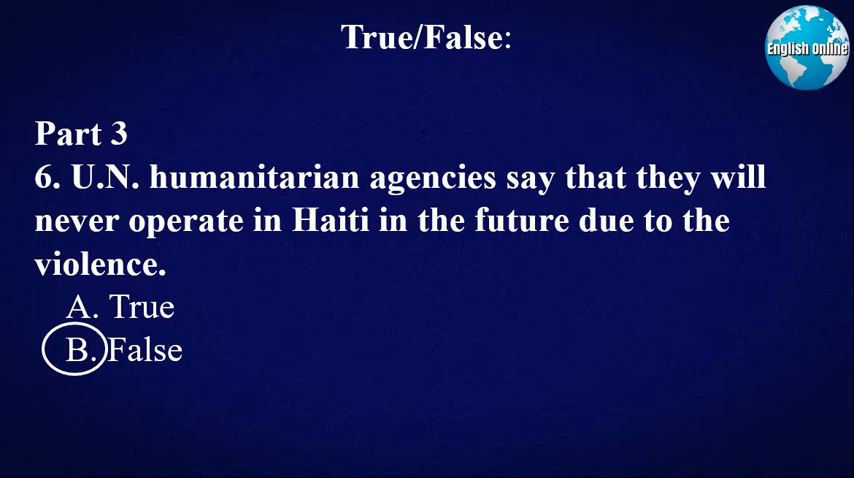 True/False:
English Online
Part 3
6. U.N. humanitarian agencies say that they will
never operate in Haiti in the future due to the
violence.
A. True
B. False